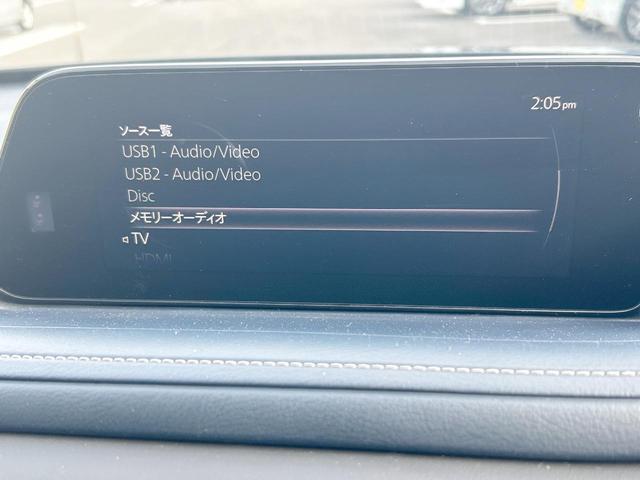 2:05pm
ソース一覧
USB1 - Audio/Video
USB2 - Audio/Video
Disc
メモリーオーディオ
TV
HDMI